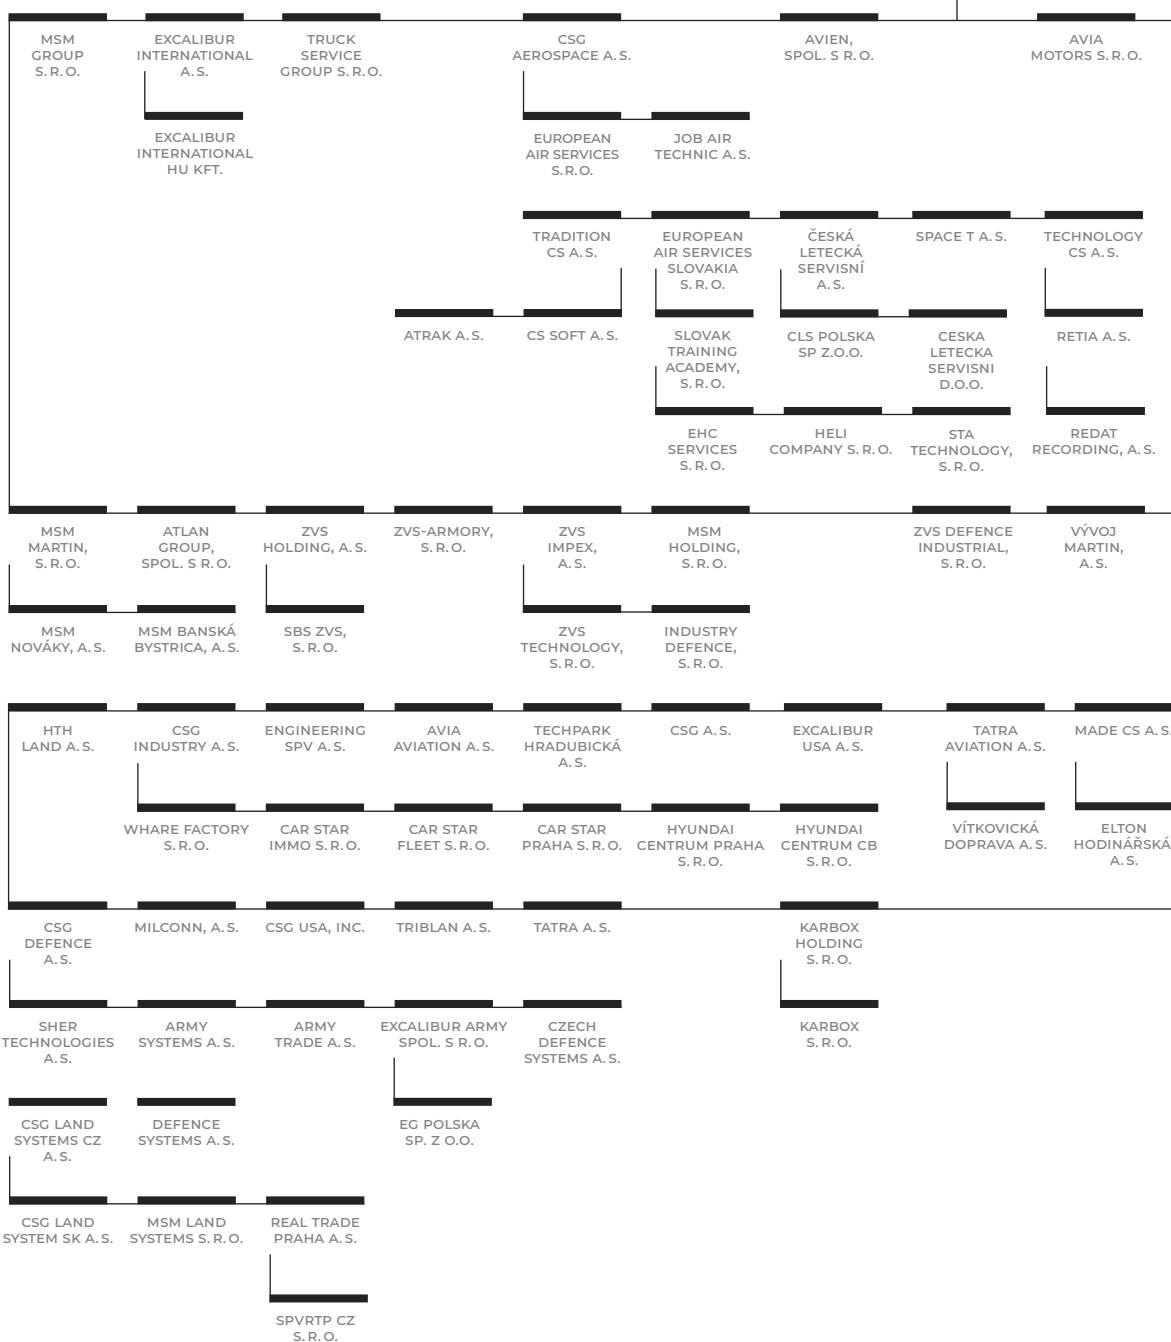 MSM
GROUP
S. R. O.
EXCALIBUR
INTERNATIONAL
A. S.
TRUCK
SERVICE
GROUP S. R. O.
CSG
AEROSPACE A. S.
AVIEN,
SPOL. S R. O.
AVIA
MOTORS S. R. O.
EXCALIBUR
INTERNATIONAL
HU KFT.
EUROPEAN
AIR SERVICES
S. R. O.
JOB AIR
TECHNIC A. S.
TRADITION
CS A. S.
EUROPEAN
AIR SERVICES
SLOVAKIA
S. R. O.
ČESKÁ
LETECKÁ
SERVISNÍ
A. S.
SPACE T A. S.
TECHNOLOGY
CS A. S.
ATRAK A. S.
CS SOFT A. S.
SLOVAK
TRAINING
ACADEMY,
S. R. O.
CLS POLSKA
SP Z.O.O.
CESKA
LETECKA
SERVISNI
D.O.O.
RETIA A. S.
EHC
SERVICES
S. R. O.
HELI
COMPANY S. R. O.
STA
TECHNOLOGY,
S. R. O.
REDAT
RECORDING, A. S.
MSM
MARTIN,
S. R. O.
ATLAN
GROUP,
SPOL. S R. O.
ZVS
HOLDING, A. S.
ZVS-ARMORY,
S. R. O.
ZVS
IMPEX,
A. S.
MSM
HOLDING,
S. R. O.
ZVS DEFENCE
INDUSTRIAL,
S. R. O.
VÝVOJ
MARTIN,
A. S.
MSM
NOVÁKY, A. S.
MSM BANSKÁ
BYSTRICA, A. S.
SBS ZVS,
S. R. O.
ZVS
TECHNOLOGY,
S. R. O.
INDUSTRY
DEFENCE,
S. R. O.
HTH
LAND A. S.
CSG
INDUSTRY A. S.
ENGINEERING
SPV A. S.
AVIA
AVIATION A. S.
TECHPARK
HRADUBICKÁ
A. S.
CSG A. S.
EXCALIBUR
USA A. S.
TATRA
AVIATION A. S.
MADE CS A. S.
WHARE FACTORY
S. R. O.
CAR STAR
IMMO S. R. O.
CAR STAR
FLEET S. R. O.
CAR STAR
PRAHA S. R. O.
HYUNDAI
CENTRUM PRAHA
S. R. O.
HYUNDAI
CENTRUM CB
S. R. O.
VÍTKOVICKÁ
DOPRAVA A. S.
ELTON
HODINÁŘSKÁ
A. S.
CSG
DEFENCE
A. S.
MILCONN, A. S.
CSG USA, INC.
TRIBLAN A. S.
TATRA A. S.
KARBOX
HOLDING
S. R. O.
SHER
TECHNOLOGIES
A. S.
ARMY
SYSTEMS A. S.
ARMY
TRADE A. S.
EXCALIBUR ARMY
SPOL. S R. O.
CZECH
DEFENCE
SYSTEMS A. S.
KARBOX
S. R. O.
CSG LAND
SYSTEMS CZ
A. S.
DEFENCE
SYSTEMS A. S.
EG POLSKA
SP. Z O.O.
CSG LAND
SYSTEM SK A. S.
MSM LAND
SYSTEMS S. R. O.
REAL TRADE
PRAHA A. S.
SPVRTP CZ
S. R. O.